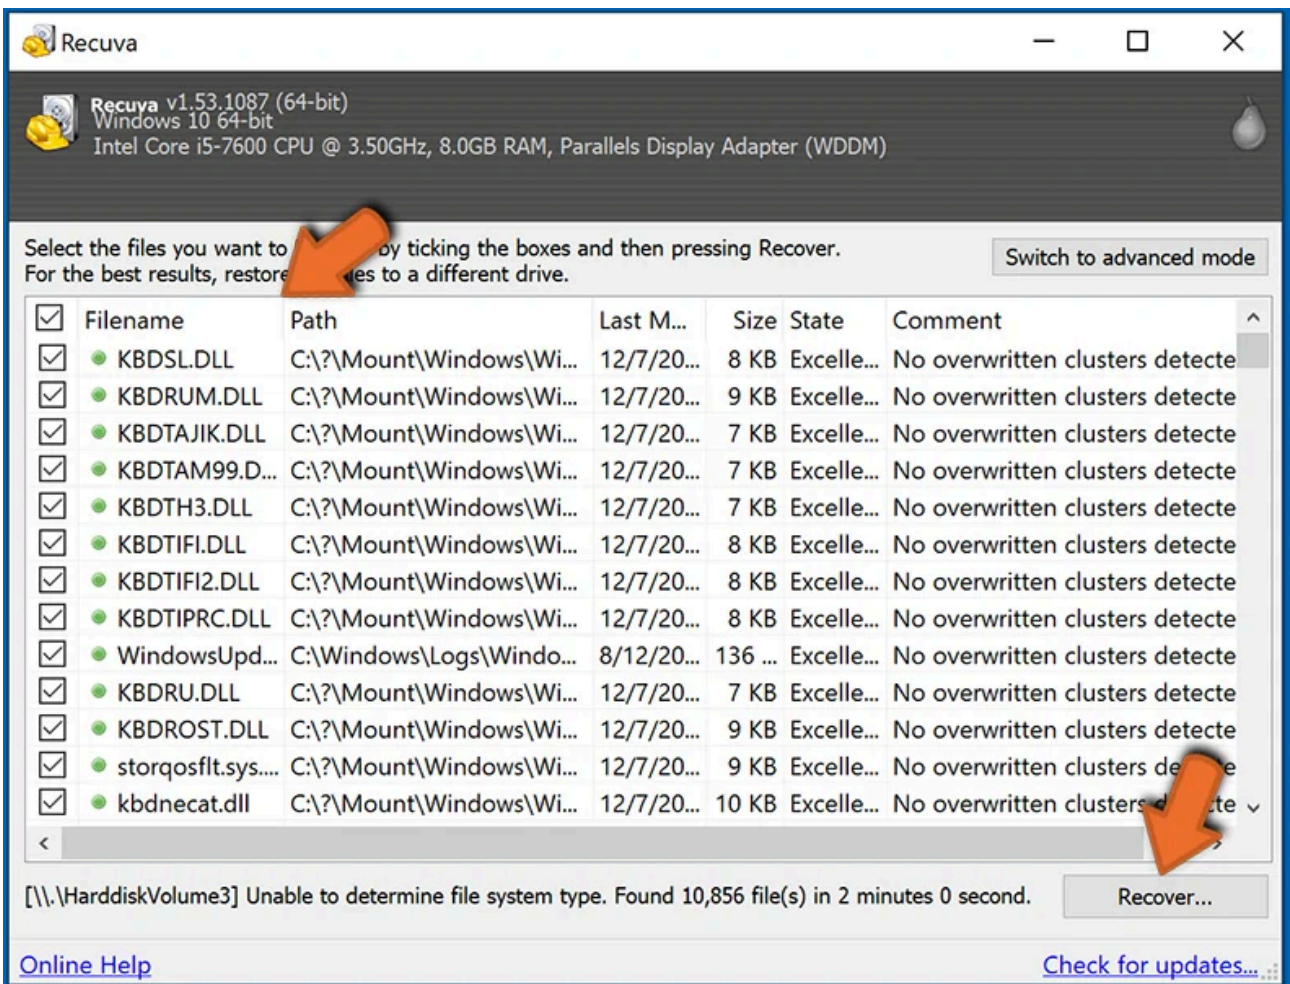 Recuva
Recuva v1.53.1087 (64-bit)
Windows 10 64-bit
Intel Core i5-7600 CPU @ 3.50GHz, 8.0GB RAM, Parallels Display Adapter (WDDM)
Select the files you want to by ticking the boxes and then pressing Recover.
For the best results, restore to a different drive.
Switch to advanced mode
Filename Path Last M... Size State Comment
KBDSL.DLL C:\?\Mount\Windows\Wi... 12/7/20... 8 KB Excelle... No overwritten clusters detecte
KBDRUM.DLL C:\?\Mount\Windows\Wi... 12/7/20... 9 KB Excelle... No overwritten clusters detecte
KBDTAJIK.DLL C:\?\Mount\Windows\Wi... 12/7/20... 7 KB Excelle... No overwritten clusters detecte
KBDTAM99.D... C:\?\Mount\Windows\Wi... 12/7/20... 7 KB Excelle... No overwritten clusters detecte
KBDTH3.DLL C:\?\Mount\Windows\Wi... 12/7/20... 7 KB Excelle... No overwritten clusters detecte
KBDTIFI.DLL C:\?\Mount\Windows\Wi... 12/7/20... 8 KB Excelle... No overwritten clusters detecte
KBDTIFI2.DLL C:\?\Mount\Windows\Wi... 12/7/20... 8 KB Excelle... No overwritten clusters detecte
KBDTIPRC.DLL C:\?\Mount\Windows\Wi... 12/7/20... 8 KB Excelle... No overwritten clusters detecte
WindowsUpd... C:\Windows\Logs\Windo... 8/12/20... 136 ... Excelle... No overwritten clusters detecte
KBDRU.DLL C:\?\Mount\Windows\Wi... 12/7/20... 7 KB Excelle... No overwritten clusters detecte
KBDROST.DLL C:\?\Mount\Windows\Wi... 12/7/20... 9 KB Excelle... No overwritten clusters detecte
storqosflt.sys.... C:\?\Mount\Windows\Wi... 12/7/20... 9 KB Excelle... No overwritten clusters
kbdnecat.dll C:\?\Mount\Windows\Wi... 12/7/20... 10 KB Excelle... No overwritten clusters
[\\.\HarddiskVolume3] Unable to determine file system type. Found 10,856 file(s) in 2 minutes 0 second.
Recover...
Online Help
Check for updates...